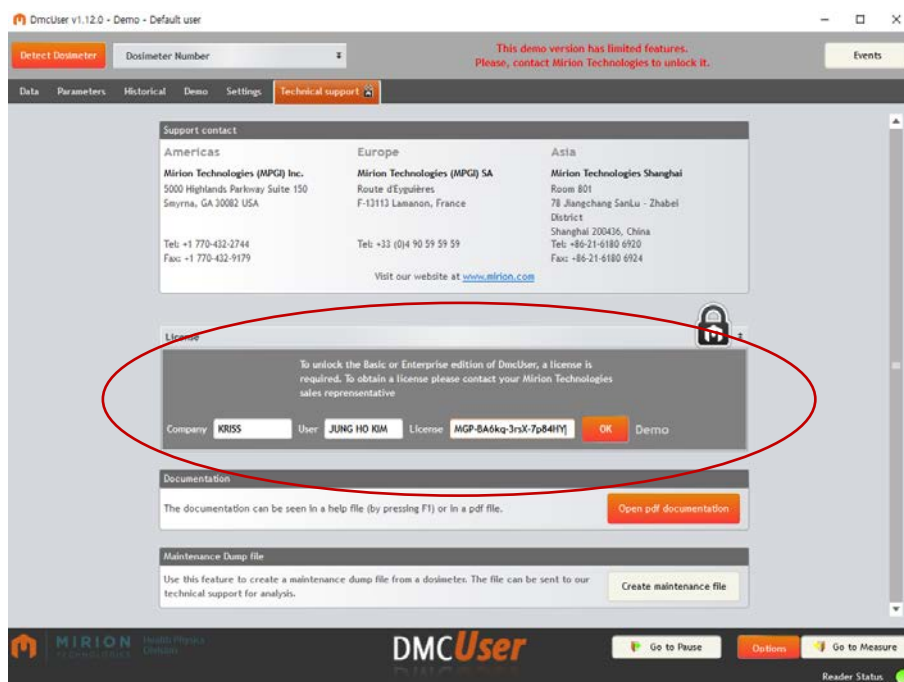 DmcUser v1.12.0 - Demo - Default user
Detect Dosimeter
Dosimeter Number
This demo version has limited features.
Please, contact Mirion Technologies to unlock it.
Events
Data Parameters Historical Demo Settings Technical support
Support contact
Americas Europe Asia
Mirion Technologies (MPGI) Inc. Mirion Technologies (MPGI) SA Mirion Technologies Shanghai
5000 Highlands Parkway Suite 150 Route d'Eyguières Room 801
Smyrna, GA 30082 USA F-13113 Lamanon, France 78 Jiangchang SanLu - Zhabei
District
Shanghai 200436, China
Tel: +1 770-432-2744 Tel: +33 (0)4 90 59 59 59 Tel: +86-21-6180 6920
Fax: +1 770-432-9179 Fax: +86-21-6180 6924
Visit our website at www.mirion.com
License
To unlock the Basic or Enterprise edition of DmcUser, a license is
required. To obtain a license please contact your Mirion Technologies
sales reprensentative
Company KRISS User JUNG HO KIM License MGP-BA6kq-3rsX-7p84HYj OK Demo
Documentation
The documentation can be seen in a help file (by pressing F1) or in a pdf file.
Open pdf documentation
Maintenance Dump file
Use this feature to create a maintenance dump file from a dosimeter. The file can be sent to our
technical support for analysis.
Create maintenance file
MIRION
TECHNOLOGIES
Health Physics
Division
DMCUser
Go to Pause
Options
Go to Measure
Reader Status